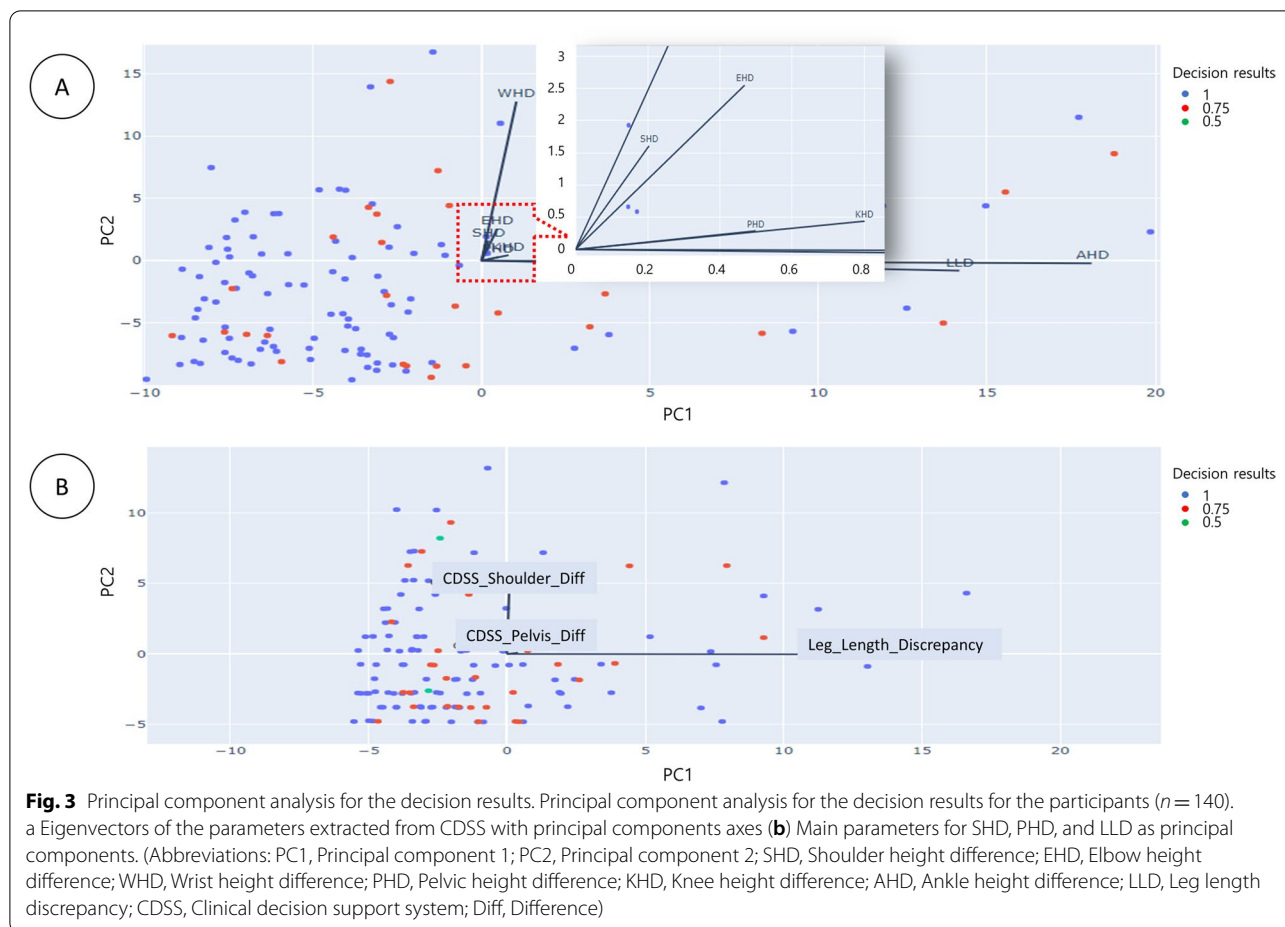 A
PC2
15
10
5
0
−5
−10
−5
0
5
10
15
20
PC1
WHD
EHD
SHD
PHD
KHD
LLD
AHD
3
2.5
2
1.5
1
0.5
0
0
0.2
0.4
0.6
0.8
EHD
SHD
PHD
KHD
Decision results
1
0.75
0.5
B
PC2
10
5
0
−5
−10
−5
0
5
10
15
20
PC1
CDSS_Shoulder_Diff
CDSS_Pelvis_Diff
Leg_Length_Discrepancy
Decision results
1
0.75
0.5
Fig. 3 Principal component analysis for the decision results. Principal component analysis for the decision results for the participants (n = 140).
a Eigenvectors of the parameters extracted from CDSS with principal components axes (b) Main parameters for SHD, PHD, and LLD as principal
components. (Abbreviations: PC1, Principal component 1; PC2, Principal component 2; SHD, Shoulder height difference; EHD, Elbow height
difference; WHD, Wrist height difference; PHD, Pelvic height difference; KHD, Knee height difference; AHD, Ankle height difference; LLD, Leg length
discrepancy; CDSS, Clinical decision support system; Diff, Difference)